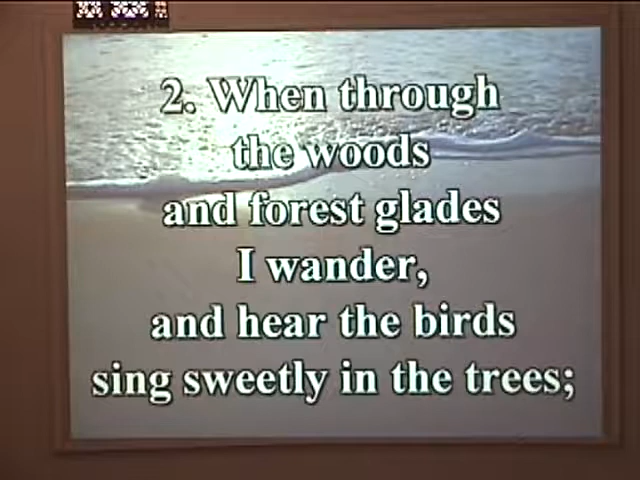 2. When through
the woods
and forest glades
I wander,
and hear the birds
sing sweetly in the trees;